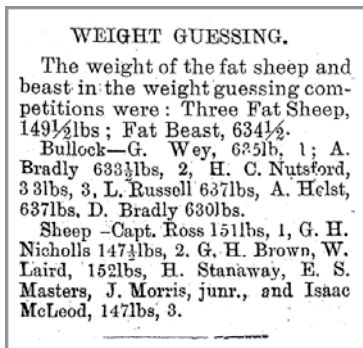 WEIGHT GUESSING.
The weight of the fat sheep and
beast in the weight guessing com-
petitions were : Three Fat Sheep,
149½lbs ; Fat Beast, 634½.
Bullock—G. Wey, 635lb, 1 ; A.
Bradly 633½lbs, 2, H. C. Nutsford,
3 3lbs, 3, L. Russell 637lbs, A. Helst,
637lbs, D. Bradly 630lbs.
Sheep –Capt. Ross 151lbs, 1, G. H.
Nicholls 147½lbs, 2. G. H. Brown, W.
Laird, 152lbs, H. Stanaway, E. S.
Masters, J. Morris, junr., and Isaac
McLeod, 147lbs, 3.